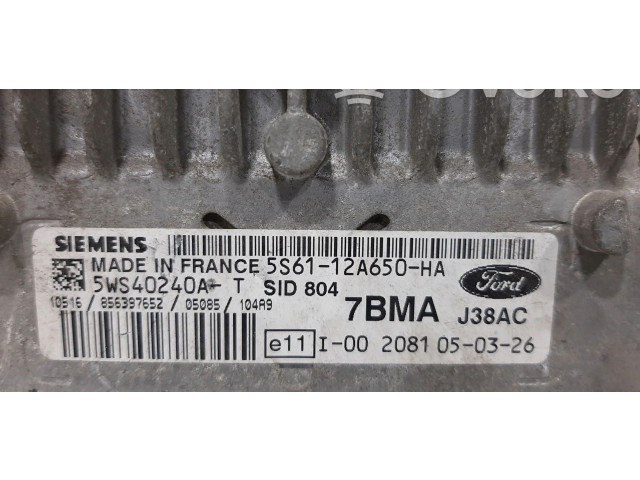 SIEMENS
MADE IN FRANCE 5S61-12A650-HA
5WS40240A- T SID 804
Ford
10516 / 856397652 / 05085 / 104A9
7BMA J38AC
e11 I-00 2081 05-03-26